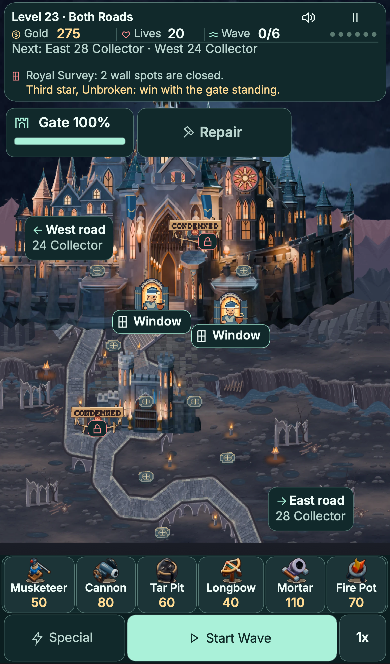 Level 23 · Both Roads
Gold 275 Lives 20 Wave 0/6
Next: East 28 Collector · West 24 Collector
Royal Survey: 2 wall spots are closed.
Third star, Unbroken: win with the gate standing.
Gate 100%
Repair
CONDEMNED
← West road
24 Collector
Window
Window
CONDEMNED
→ East road
28 Collector
Musketeer Cannon Tar Pit Longbow Mortar Fire Pot
50 80 60 40 110 70
Special Start Wave 1x